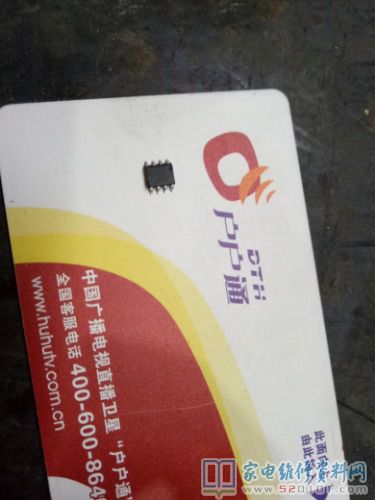 DTH
户户通
中国广播电视直播卫星“户户通
全国客服电话 400-600-864
www.huhutv.com.cn
此面
由此
家电维修资料网
www.520101.com